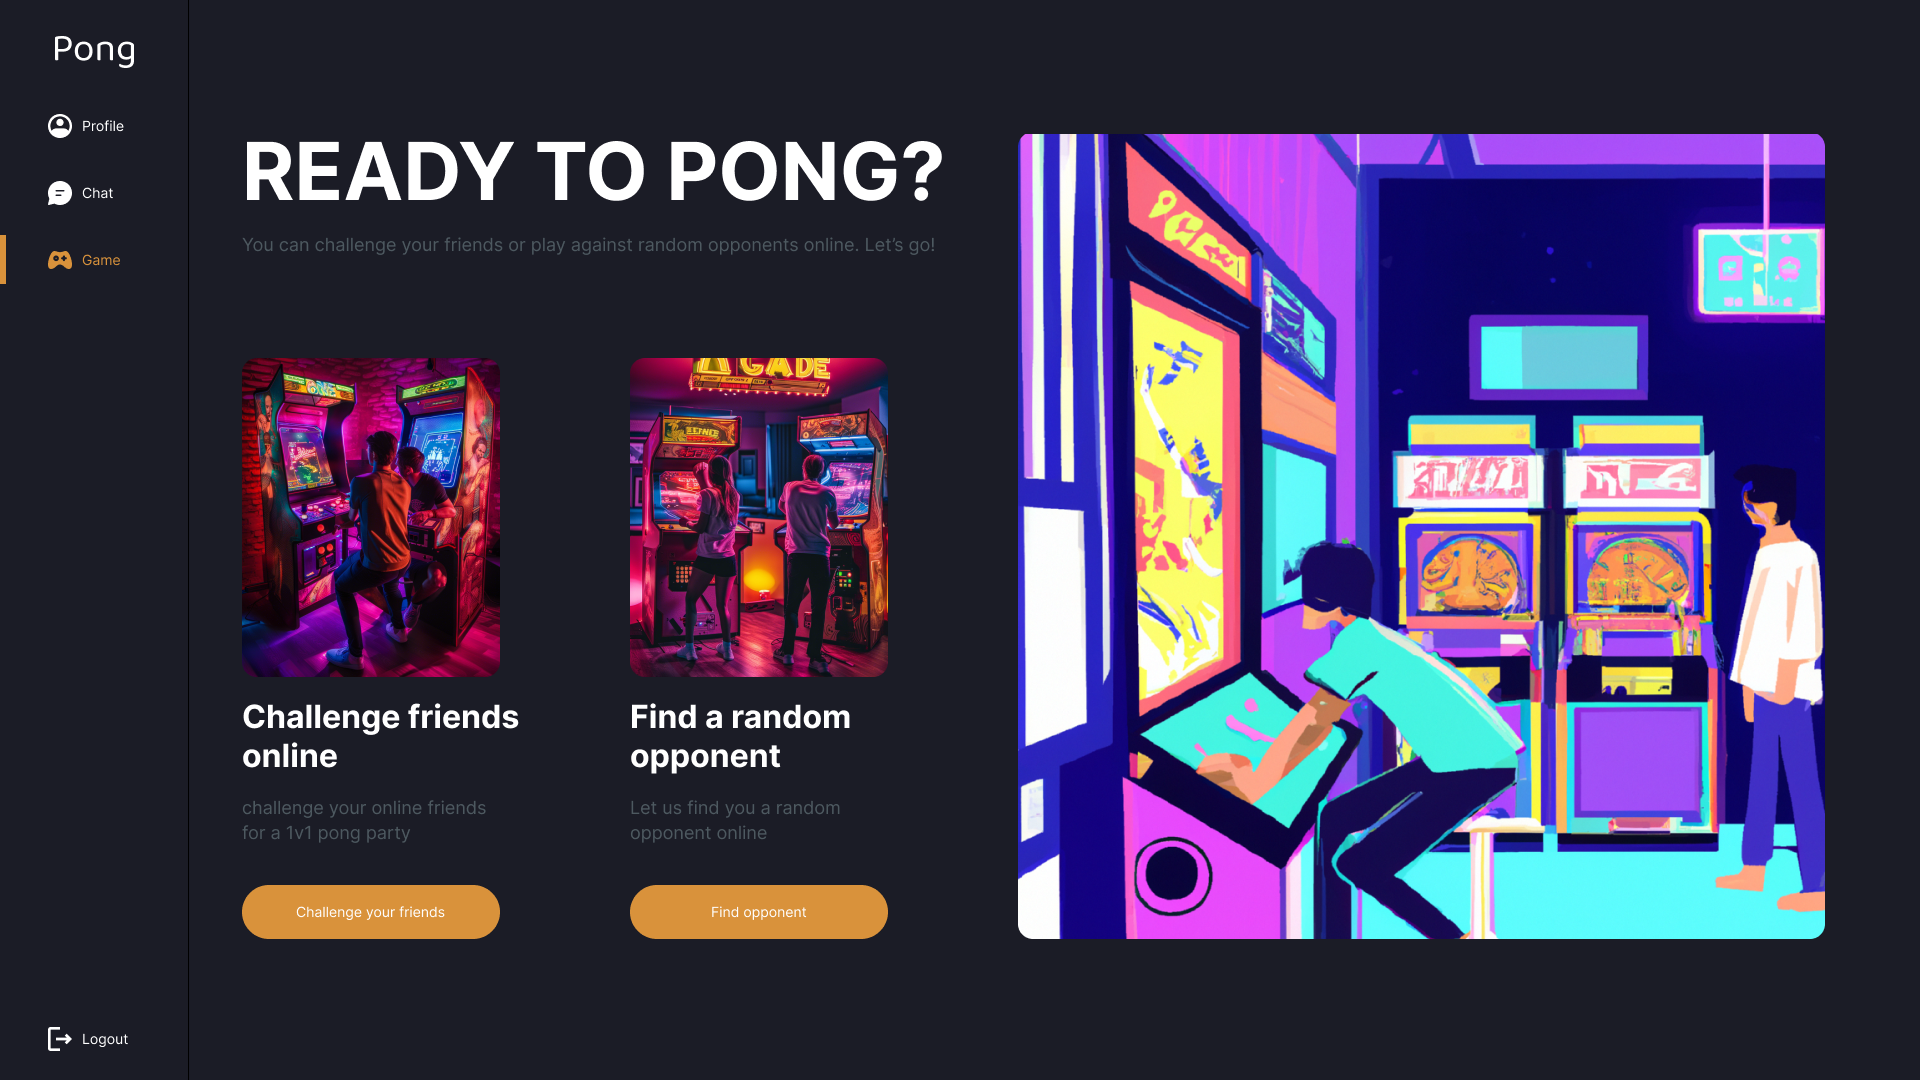 Pong
Profile
Chat
Game
Logout
READY TO PONG?
You can challenge your friends or play against random opponents online. Let’s go!
Challenge friends
online
challenge your online friends
for a 1v1 pong party
Challenge your friends
Find a random
opponent
Let us find you a random
opponent online
Find opponent